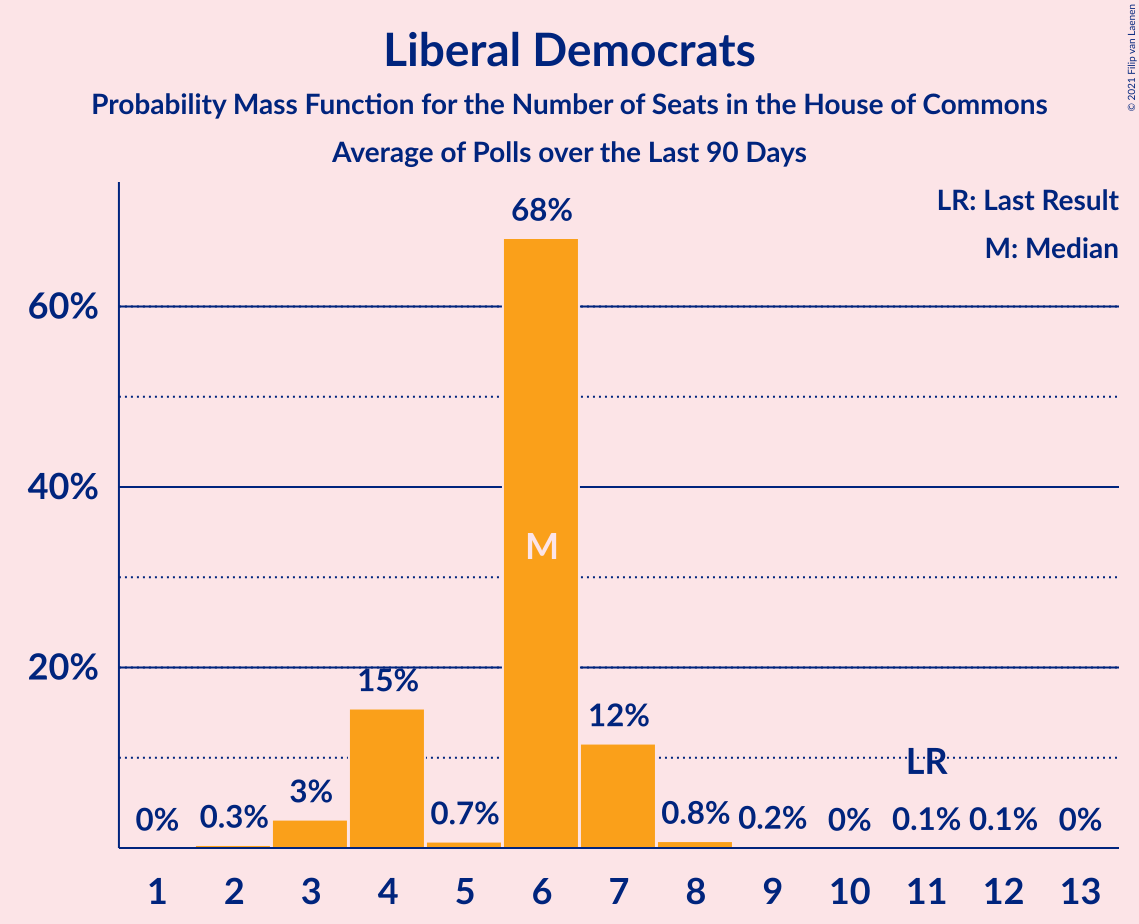 © 2021 Filip van Laenen
Liberal Democrats
Probability Mass Function for the Number of Seats in the House of Commons
Average of Polls over the Last 90 Days
LR: Last Result
M: Median
60%
40%
20%
0%
0.3%
3%
15%
0.7%
68%
M
12%
0.8%
0.2%
0%
LR
0.1%
0.1%
0%
1 2 3 4 5 6 7 8 9 10 11 12 13